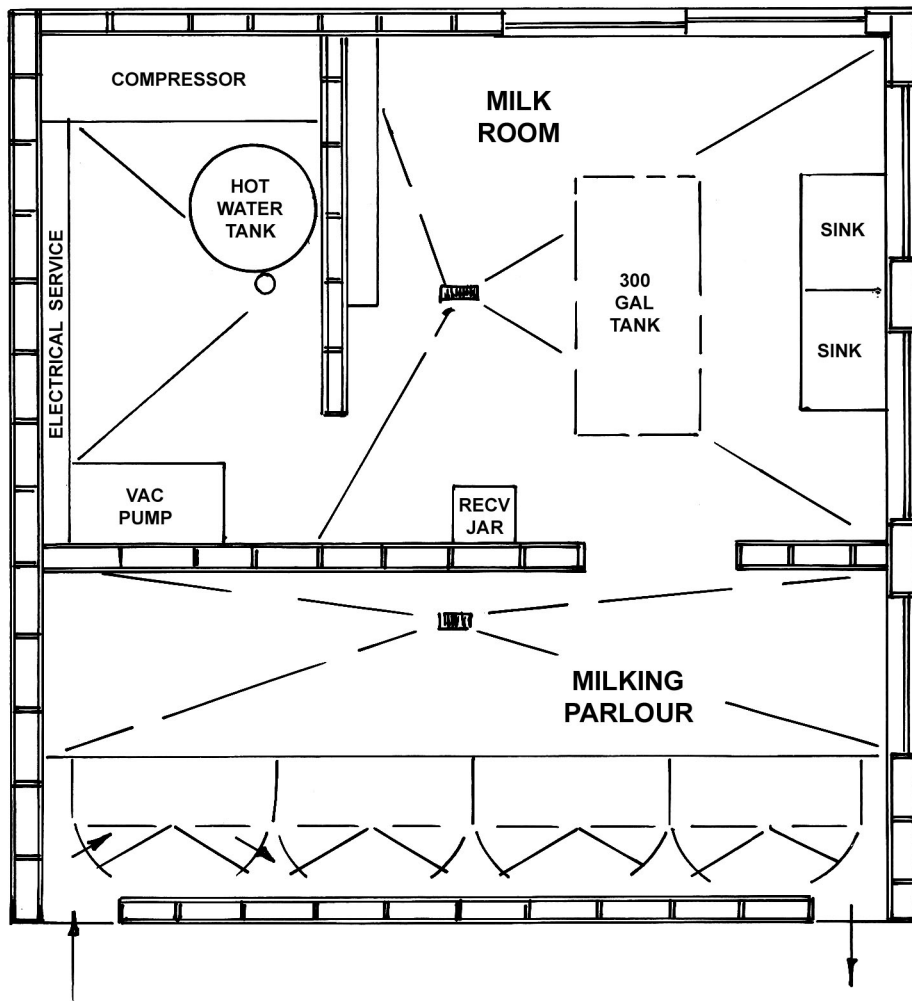 COMPRESSOR
MILK
ROOM
HOT
WATER
TANK
ELECTRICAL SERVICE
300
GAL
TANK
SINK
SINK
VAC
PUMP
RECV
JAR
MILKING
PARLOUR